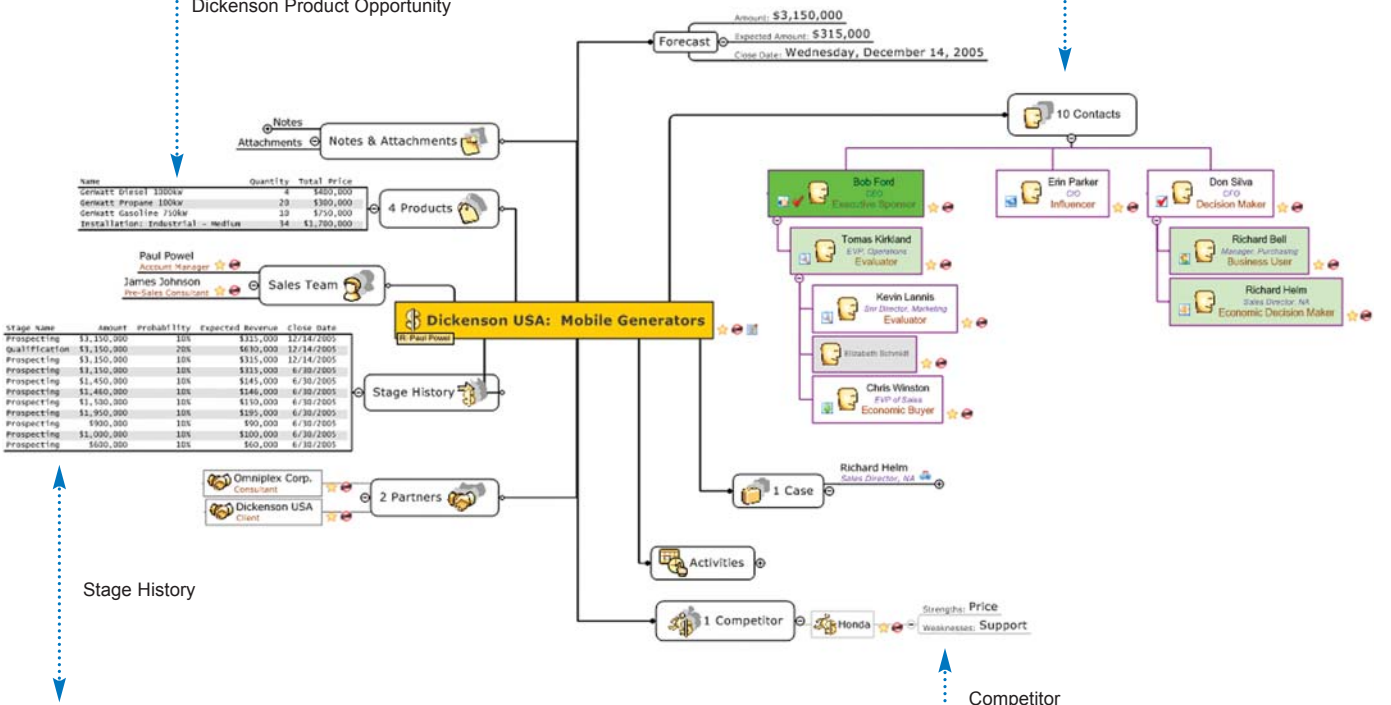 Dickenson Product Opportunity
Forecast
Amount: $3,150,000
Expected Amount: $315,000
Close Date: Wednesday, December 14, 2005
10 Contacts
Bob Ford
CEO
Executive Sponsor
Tomas Kirkland
EVP, Operations
Evaluator
Kevin Lannis
Snr Director, Marketing
Evaluator
Elizabeth Schmidt
Chris Winston
EVP of Sales
Economic Buyer
Erin Parker
CIO
Influencer
Don Silva
CFO
Decision Maker
Richard Bell
Manager, Purchasing
Business User
Richard Helm
Sales Director, NA
Economic Decision Maker
Notes
Attachments
Notes & Attachments
Name Quantity Total Price
GenWatt Diesel 1000kW 4 $400,000
GenWatt Propane 100kW 20 $300,000
GenWatt Gasoline 750kW 10 $750,000
Installation: Industrial - Medium 34 $1,700,000
4 Products
Paul Powel
Account Manager
James Johnson
Pre-Sales Consultant
Sales Team
Dickenson USA: Mobile Generators
R: Paul Powel
Stage Name Amount Probability Expected Revenue Close Date
Prospecting $3,150,000 10% $315,000 12/14/2005
Qualification $3,150,000 20% $630,000 12/14/2005
Prospecting $3,150,000 10% $315,000 12/14/2005
Prospecting $3,150,000 10% $315,000 6/30/2005
Prospecting $1,450,000 10% $145,000 6/30/2005
Prospecting $1,460,000 10% $146,000 6/30/2005
Prospecting $1,500,000 10% $150,000 6/30/2005
Prospecting $1,950,000 10% $195,000 6/30/2005
Prospecting $900,000 10% $90,000 6/30/2005
Prospecting $1,000,000 10% $100,000 6/30/2005
Prospecting $600,000 10% $60,000 6/30/2005
Stage History
Omniplex Corp.
Consultant
Dickenson USA
Client
2 Partners
1 Case
Richard Helm
Sales Director, NA
Activities
1 Competitor
Honda
Strengths: Price
Weaknesses: Support
Stage History
Competitor